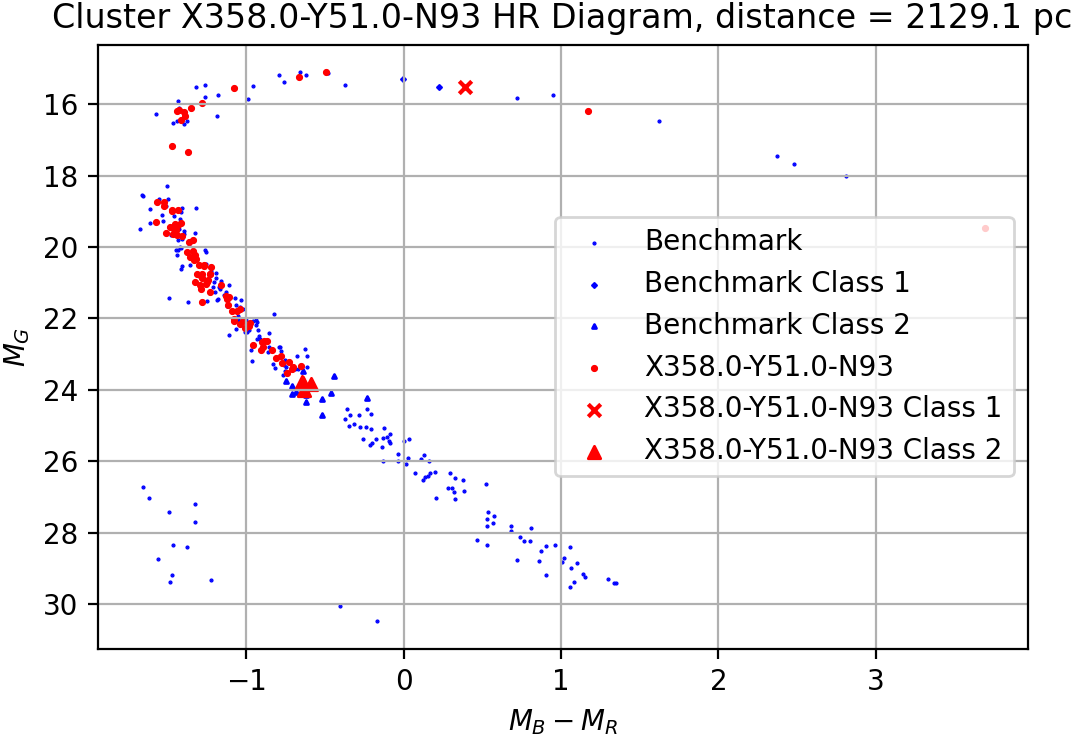 Cluster X358.0-Y51.0-N93 HR Diagram, distance = 2129.1 pc
16
18
20
22
24
26
28
30
M_G
Benchmark
Benchmark Class 1
Benchmark Class 2
X358.0-Y51.0-N93
X358.0-Y51.0-N93 Class 1
X358.0-Y51.0-N93 Class 2
−1 0 1 2 3
M_B − M_R